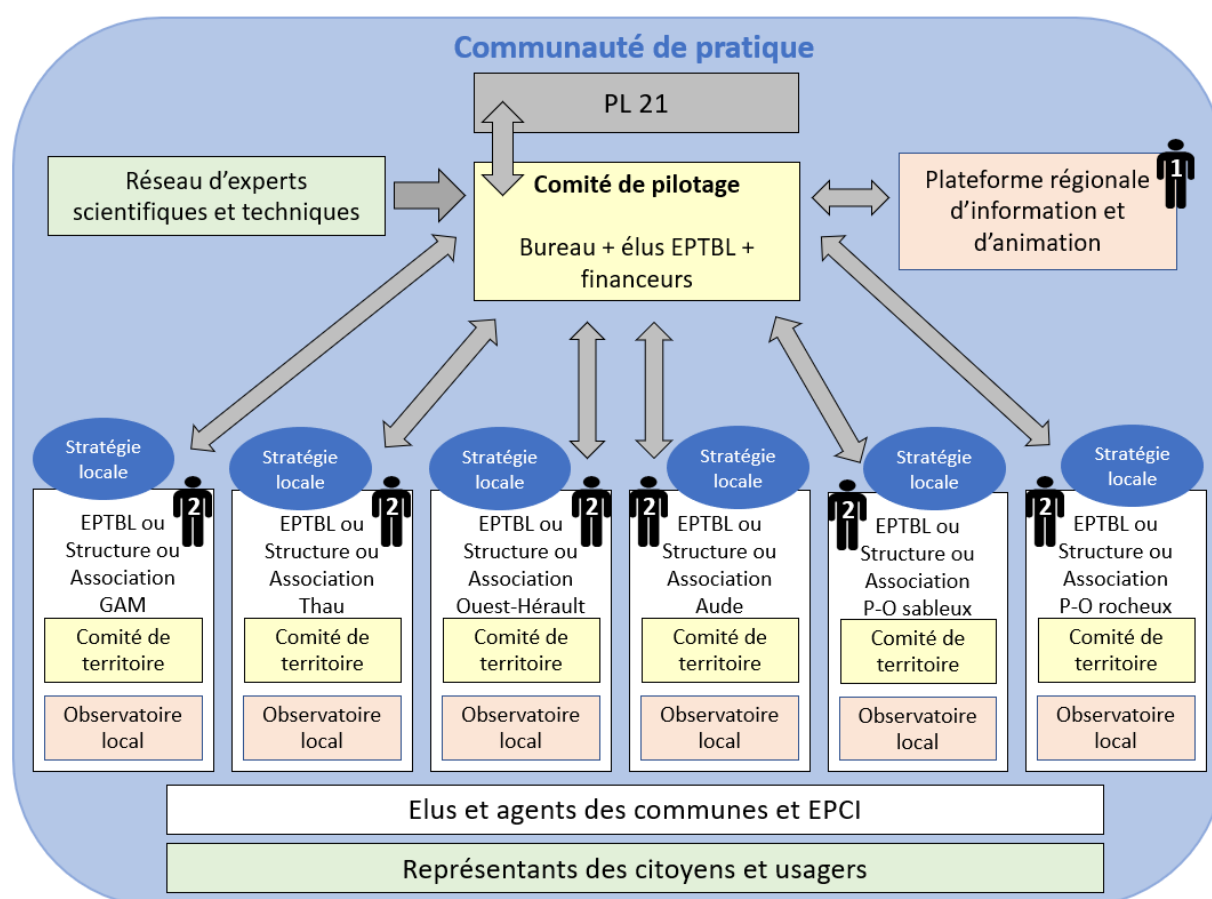 Communauté de pratique
PL 21
Réseau d'experts
scientifiques et techniques
Comité de pilotage
Bureau + élus EPTBL +
financeurs
1
Plateforme régionale
d'information et
d'animation
Stratégie
locale
2
EPTBL ou
Structure ou
Association
GAM
Comité de
territoire
Observatoire
local
Stratégie
locale
2
EPTBL ou
Structure ou
Association
Thau
Comité de
territoire
Observatoire
local
Stratégie
locale
2
EPTBL ou
Structure ou
Association
Ouest-Hérault
Comité de
territoire
Observatoire
local
Stratégie
locale
2
EPTBL ou
Structure ou
Association
Aude
Comité de
territoire
Observatoire
local
Stratégie
locale
2
EPTBL ou
Structure ou
Association
P-O sableux
Comité de
territoire
Observatoire
local
Stratégie
locale
2
EPTBL ou
Structure ou
Association
P-O rocheux
Comité de
territoire
Observatoire
local
Elus et agents des communes et EPCI
Représentants des citoyens et usagers